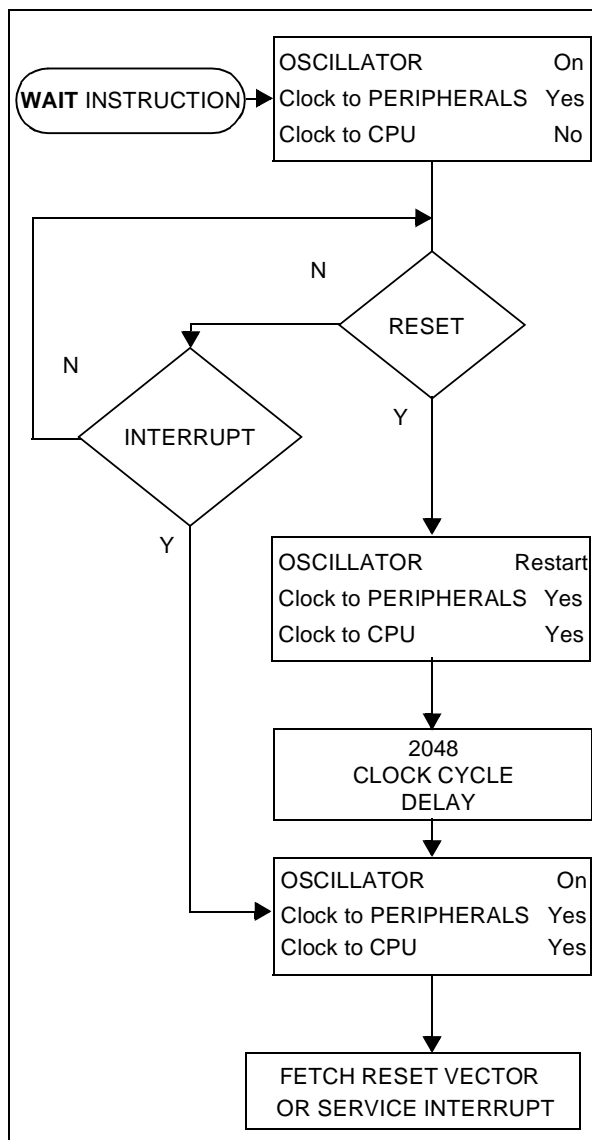 WAIT INSTRUCTION
OSCILLATOR On
Clock to PERIPHERALS Yes
Clock to CPU No
N
RESET
N
INTERRUPT
Y
Y
OSCILLATOR Restart
Clock to PERIPHERALS Yes
Clock to CPU Yes
2048
CLOCK CYCLE
DELAY
OSCILLATOR On
Clock to PERIPHERALS Yes
Clock to CPU Yes
FETCH RESET VECTOR
OR SERVICE INTERRUPT